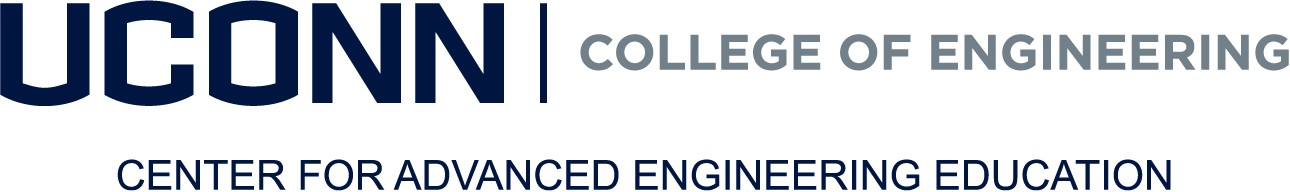 UCONN | COLLEGE OF ENGINEERING
CENTER FOR ADVANCED ENGINEERING EDUCATION